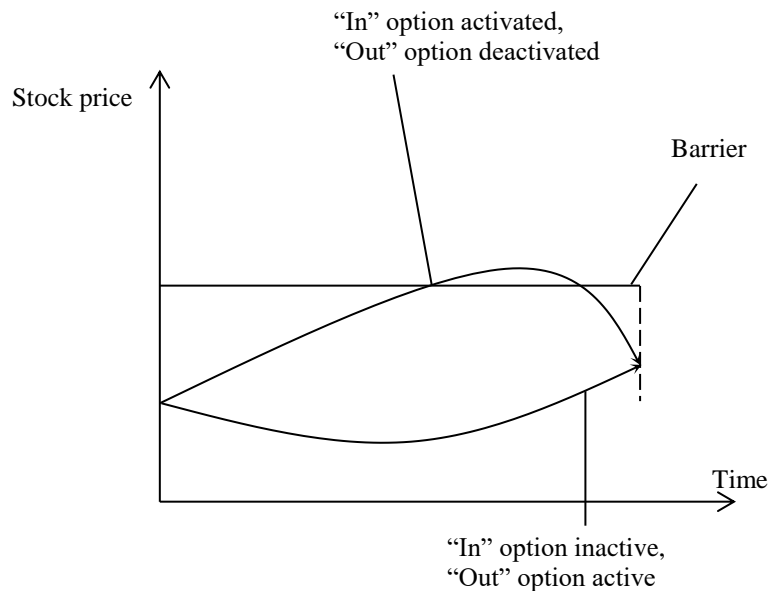 “In” option activated,
“Out” option deactivated
Stock price
Barrier
Time
“In” option inactive,
“Out” option active